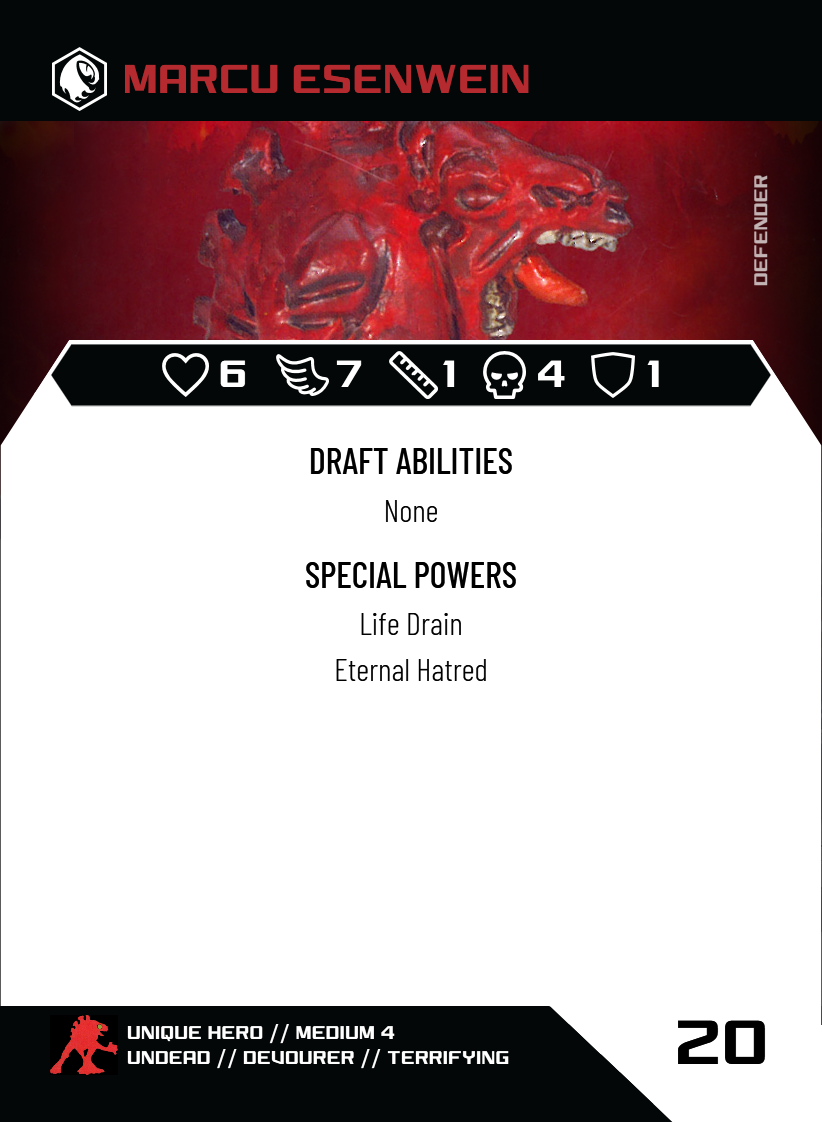 MARCU ESENWEIN
DEFENDER
6 7 1 4 1
DRAFT ABILITIES
None
SPECIAL POWERS
Life Drain
Eternal Hatred
UNIQUE HERO // MEDIUM 4
UNDEAD // DEVOURER // TERRIFYING
20